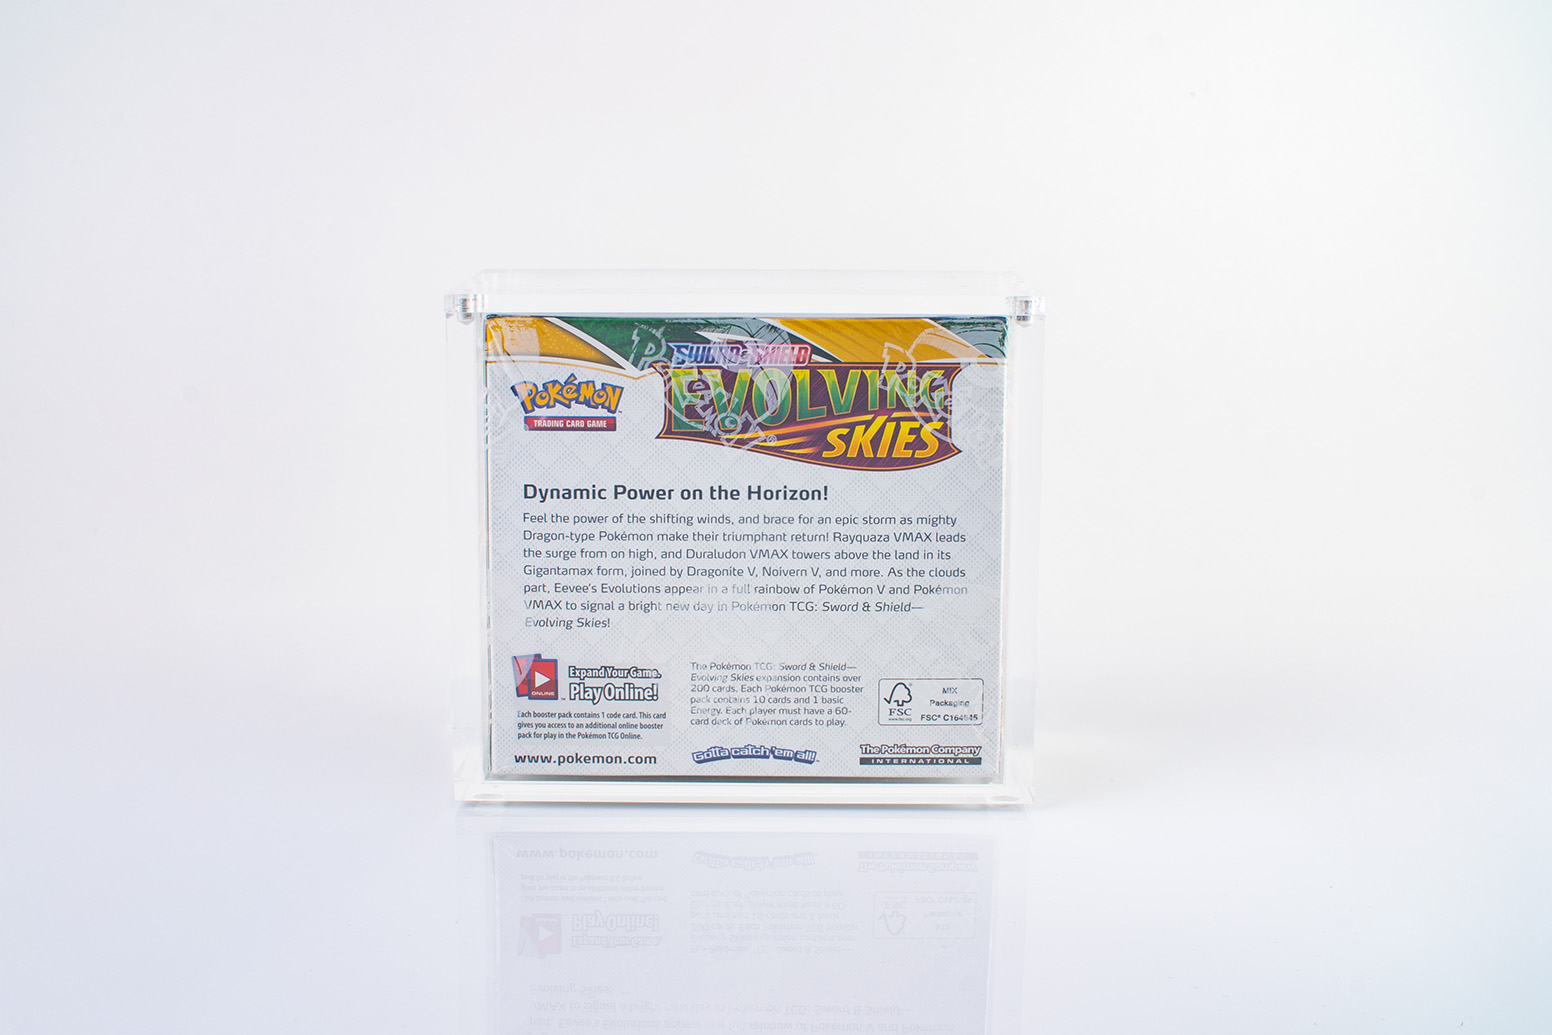 SWORD & SHIELD
Pokémon
TRADING CARD GAME
EVOLVING
SKIES
Dynamic Power on the Horizon!
Feel the power of the shifting winds, and brace for an epic storm as mighty
Dragon-type Pokémon make their triumphant return! Rayquaza VMAX leads
the surge from on high, and Duraludon VMAX towers above the land in its
Gigantamax form, joined by Dragonite V, Noivern V, and more. As the clouds
part, Eevee's Evolutions appear in a full rainbow of Pokémon V and Pokémon
VMAX to signal a bright new day in Pokémon TCG: Sword & Shield—
Evolving Skies!
ONLINE
Expand Your Game.
Play Online!
Each booster pack contains 1 code card. This card
gives you access to an additional online booster
pack for play in the Pokémon TCG Online.
www.pokemon.com
The Pokémon TCG: Sword & Shield—
Evolving Skies expansion contains over
200 cards. Each Pokémon TCG booster
pack contains 10 cards and 1 basic
Energy. Each player must have a 60-
card deck of Pokémon cards to play.
Gotta catch 'em all!
FSC
www.fsc.org
MIX
Packaging
FSC® C164845
The Pokémon Company
INTERNATIONAL